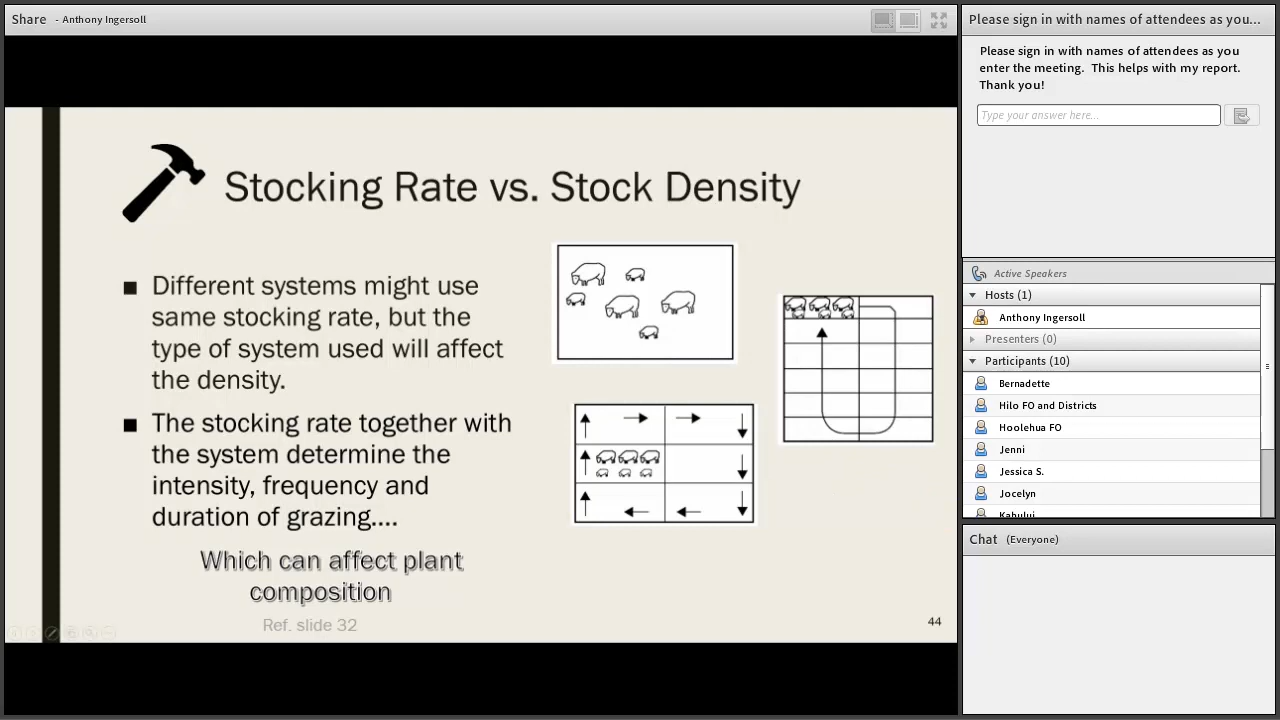 Share - Anthony Ingersoll
Stocking Rate vs. Stock Density
■ Different systems might use
same stocking rate, but the
type of system used will affect
the density.
■ The stocking rate together with
the system determine the
intensity, frequency and
duration of grazing....
Which can affect plant
composition
Ref. slide 32
44
Please sign in with names of attendees as you...
Please sign in with names of attendees as you
enter the meeting. This helps with my report.
Thank you!
Type your answer here...
Active Speakers
Hosts (1)
Anthony Ingersoll
Presenters (0)
Participants (10)
Bernadette
Hilo FO and Districts
Hoolehua FO
Jenni
Jessica S.
Jocelyn
Kahului
Chat (Everyone)